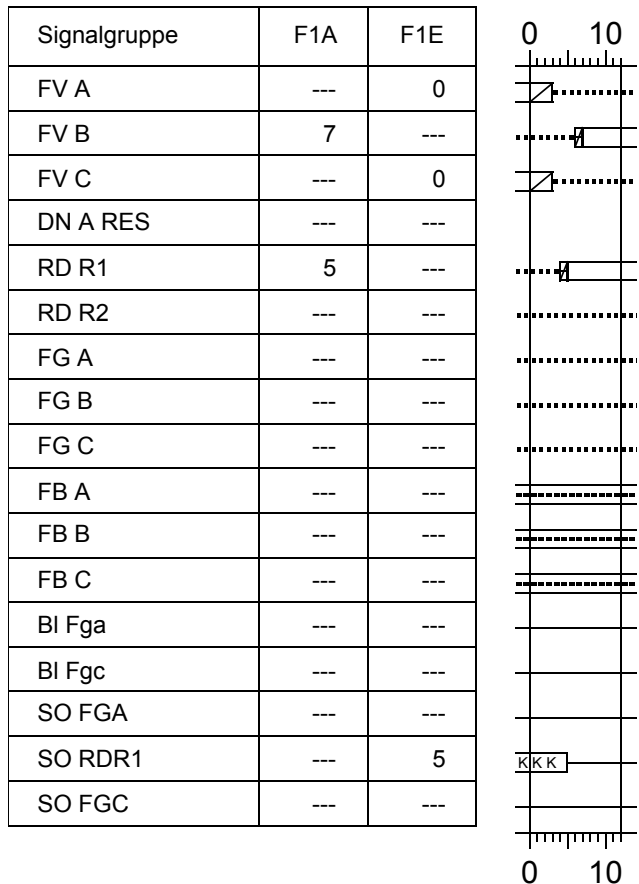 Signalgruppe F1A F1E 0 10
FV A --- 0
FV B 7 ---
FV C --- 0
DN A RES --- ---
RD R1 5 ---
RD R2 --- ---
FG A --- ---
FG B --- ---
FG C --- ---
FB A --- ---
FB B --- ---
FB C --- ---
Bl Fga --- ---
Bl Fgc --- ---
SO FGA --- ---
SO RDR1 --- 5 K K K
SO FGC --- ---
0 10